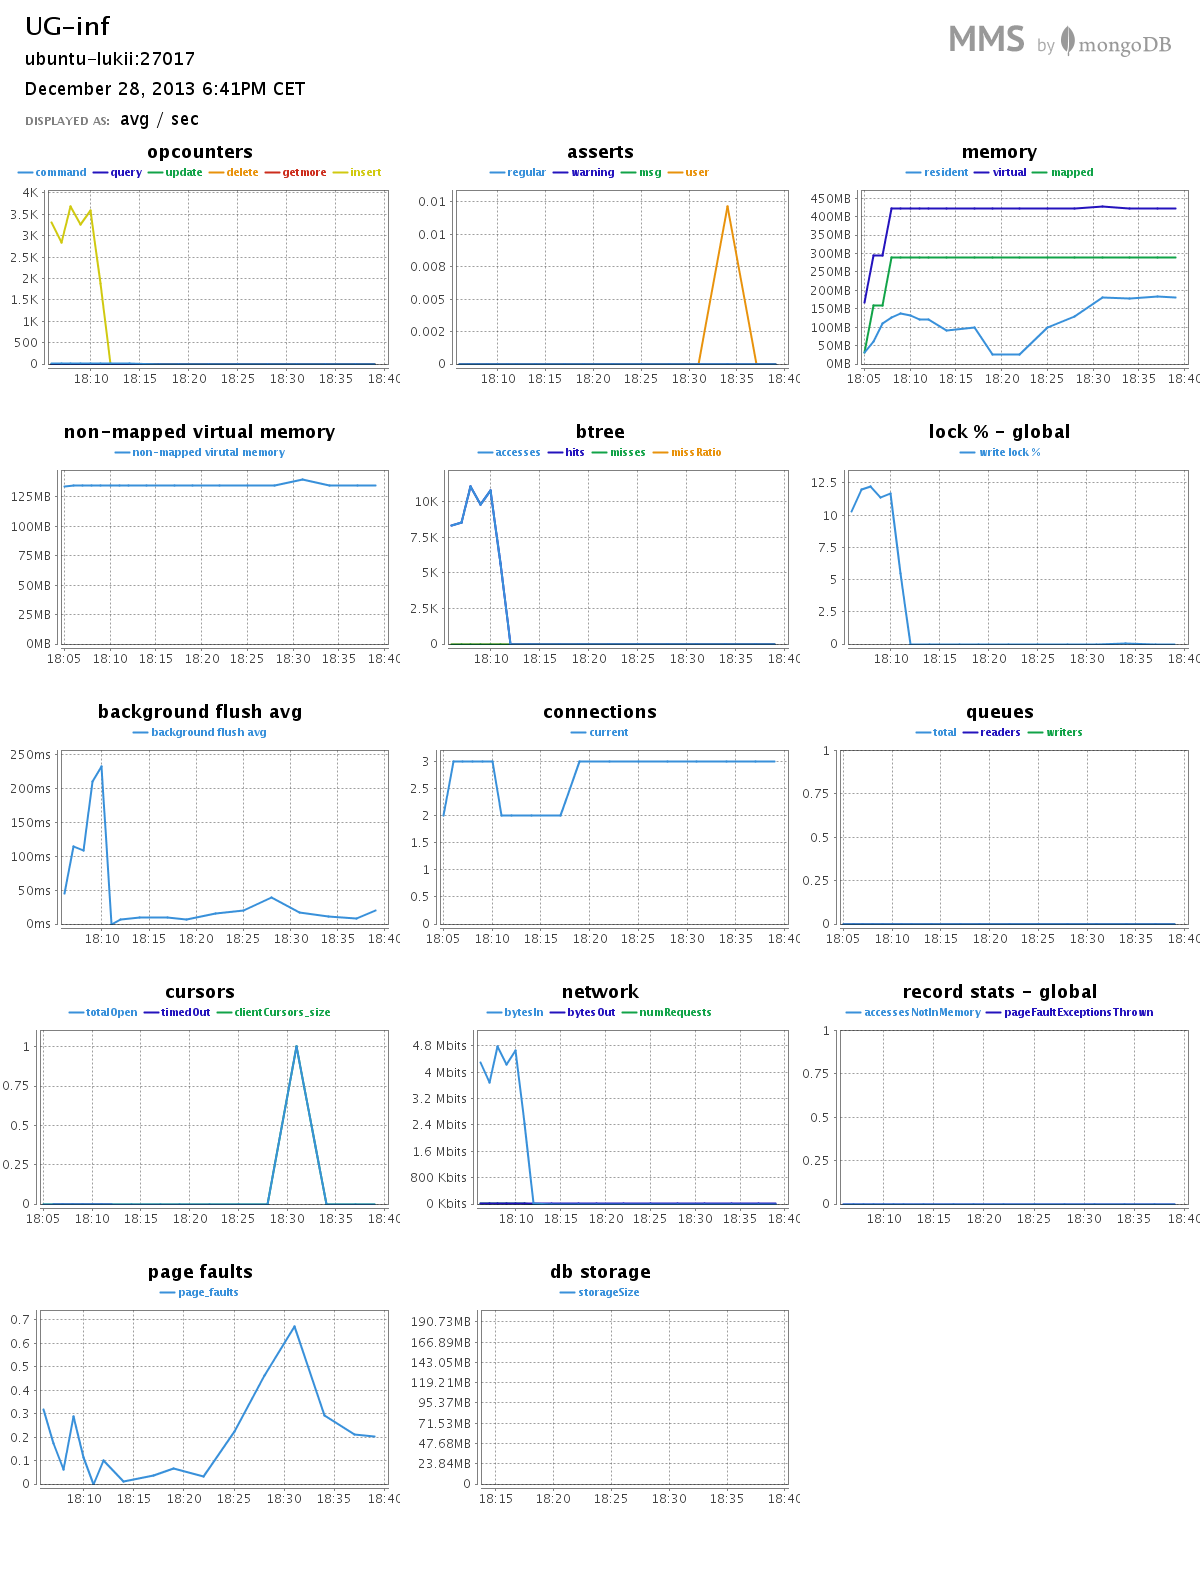 UG-inf
ubuntu-lukii:27017
December 28, 2013 6:41PM CET
DISPLAYED AS: avg / sec
MMS by mongoDB
opcounters
command query update delete getmore insert
4K
3.5K
3K
2.5K
2K
1.5K
1K
500
0
18:10 18:15 18:20 18:25 18:30 18:35 18:40
asserts
regular warning msg user
0.01
0.01
0.008
0.005
0.002
0
18:10 18:15 18:20 18:25 18:30 18:35 18:40
memory
resident virtual mapped
450MB
400MB
350MB
300MB
250MB
200MB
150MB
100MB
50MB
0MB
18:05 18:10 18:15 18:20 18:25 18:30 18:35 18:40
non-mapped virtual memory
non-mapped virutal memory
125MB
100MB
75MB
50MB
25MB
0MB
18:05 18:10 18:15 18:20 18:25 18:30 18:35 18:40
btree
accesses hits misses missRatio
10K
7.5K
5K
2.5K
0
18:10 18:15 18:20 18:25 18:30 18:35 18:40
lock % - global
write lock %
12.5
10
7.5
5
2.5
0
18:10 18:15 18:20 18:25 18:30 18:35 18:40
background flush avg
background flush avg
250ms
200ms
150ms
100ms
50ms
0ms
18:10 18:15 18:20 18:25 18:30 18:35 18:40
connections
current
3
2.5
2
1.5
1
0.5
0
18:05 18:10 18:15 18:20 18:25 18:30 18:35 18:40
queues
total readers writers
1
0.75
0.5
0.25
0
18:05 18:10 18:15 18:20 18:25 18:30 18:35 18:40
cursors
totalOpen timedOut clientCursors_size
1
0.75
0.5
0.25
0
18:05 18:10 18:15 18:20 18:25 18:30 18:35 18:40
network
bytesIn bytesOut numRequests
4.8 Mbits
4 Mbits
3.2 Mbits
2.4 Mbits
1.6 Mbits
800 Kbits
0 Kbits
18:10 18:15 18:20 18:25 18:30 18:35 18:40
record stats - global
accessesNotInMemory pageFaultExceptionsThrown
1
0.75
0.5
0.25
0
18:10 18:15 18:20 18:25 18:30 18:35 18:40
page faults
page_faults
0.7
0.6
0.5
0.4
0.3
0.2
0.1
0
18:10 18:15 18:20 18:25 18:30 18:35 18:40
db storage
storageSize
190.73MB
166.89MB
143.05MB
119.21MB
95.37MB
71.53MB
47.68MB
23.84MB
0
18:15 18:20 18:25 18:30 18:35 18:40